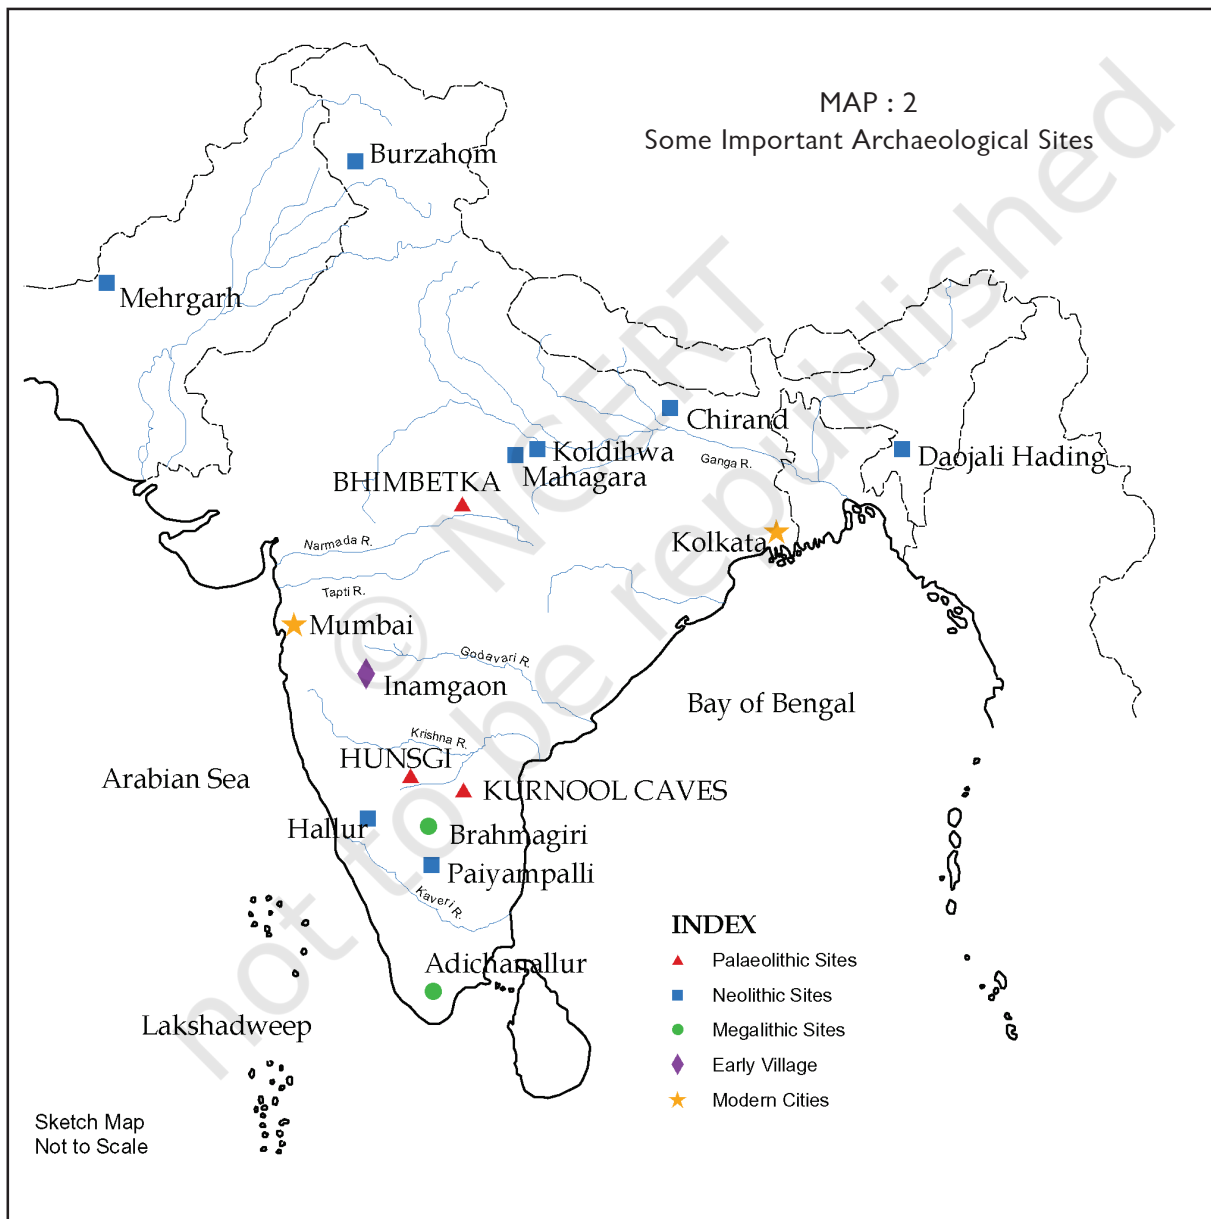 MAP : 2
Some Important Archaeological Sites
Burzahom
Mehrgarh
Chirand
Koldihwa
Mahagara
Daojali Hading
Ganga R.
BHIMBETKA
Kolkata
Narmada R.
Tapti R.
Mumbai
Godavari R.
Inamgaon
Bay of Bengal
Krishna R.
HUNSGI
Arabian Sea
KURNOOL CAVES
Hallur
Brahmagiri
Paiyampalli
Kaveri R.
Adichanallur
Lakshadweep
INDEX
Palaeolithic Sites
Neolithic Sites
Megalithic Sites
Early Village
Modern Cities
Sketch Map
Not to Scale
© NCERT
not to be republished